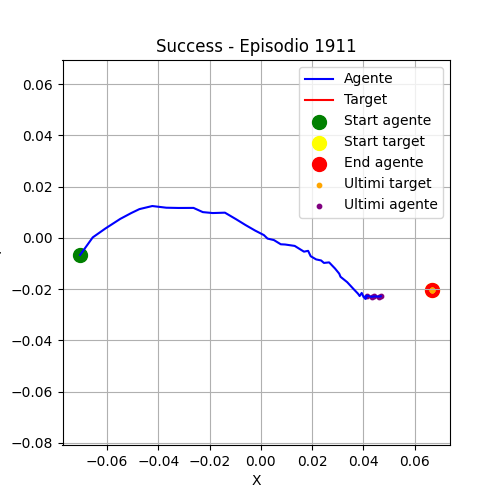 Success - Episodio 1911
Agente
Target
Start agente
Start target
End agente
Ultimi target
Ultimi agente
0.06
0.04
0.02
0.00
−0.02
−0.04
−0.06
−0.08
−0.06 −0.04 −0.02 0.00 0.02 0.04 0.06
X